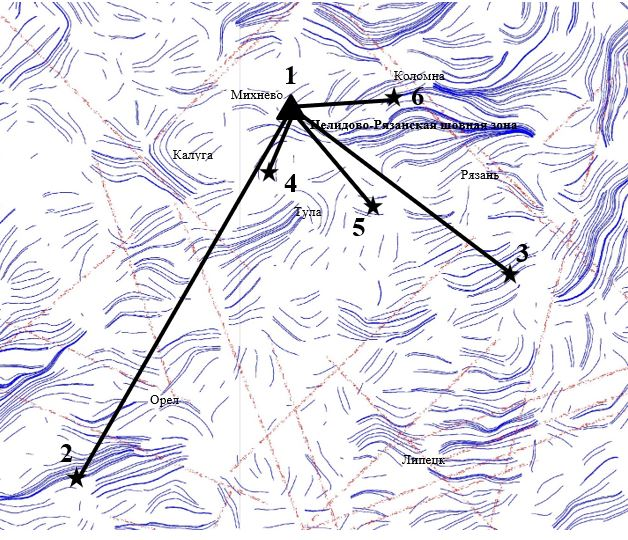 1
Коломна
Михнево
6
Нелидово-Рязанская шовная зона
Калуга
Рязань
4
Тула
5
3
Орел
2
Липецк